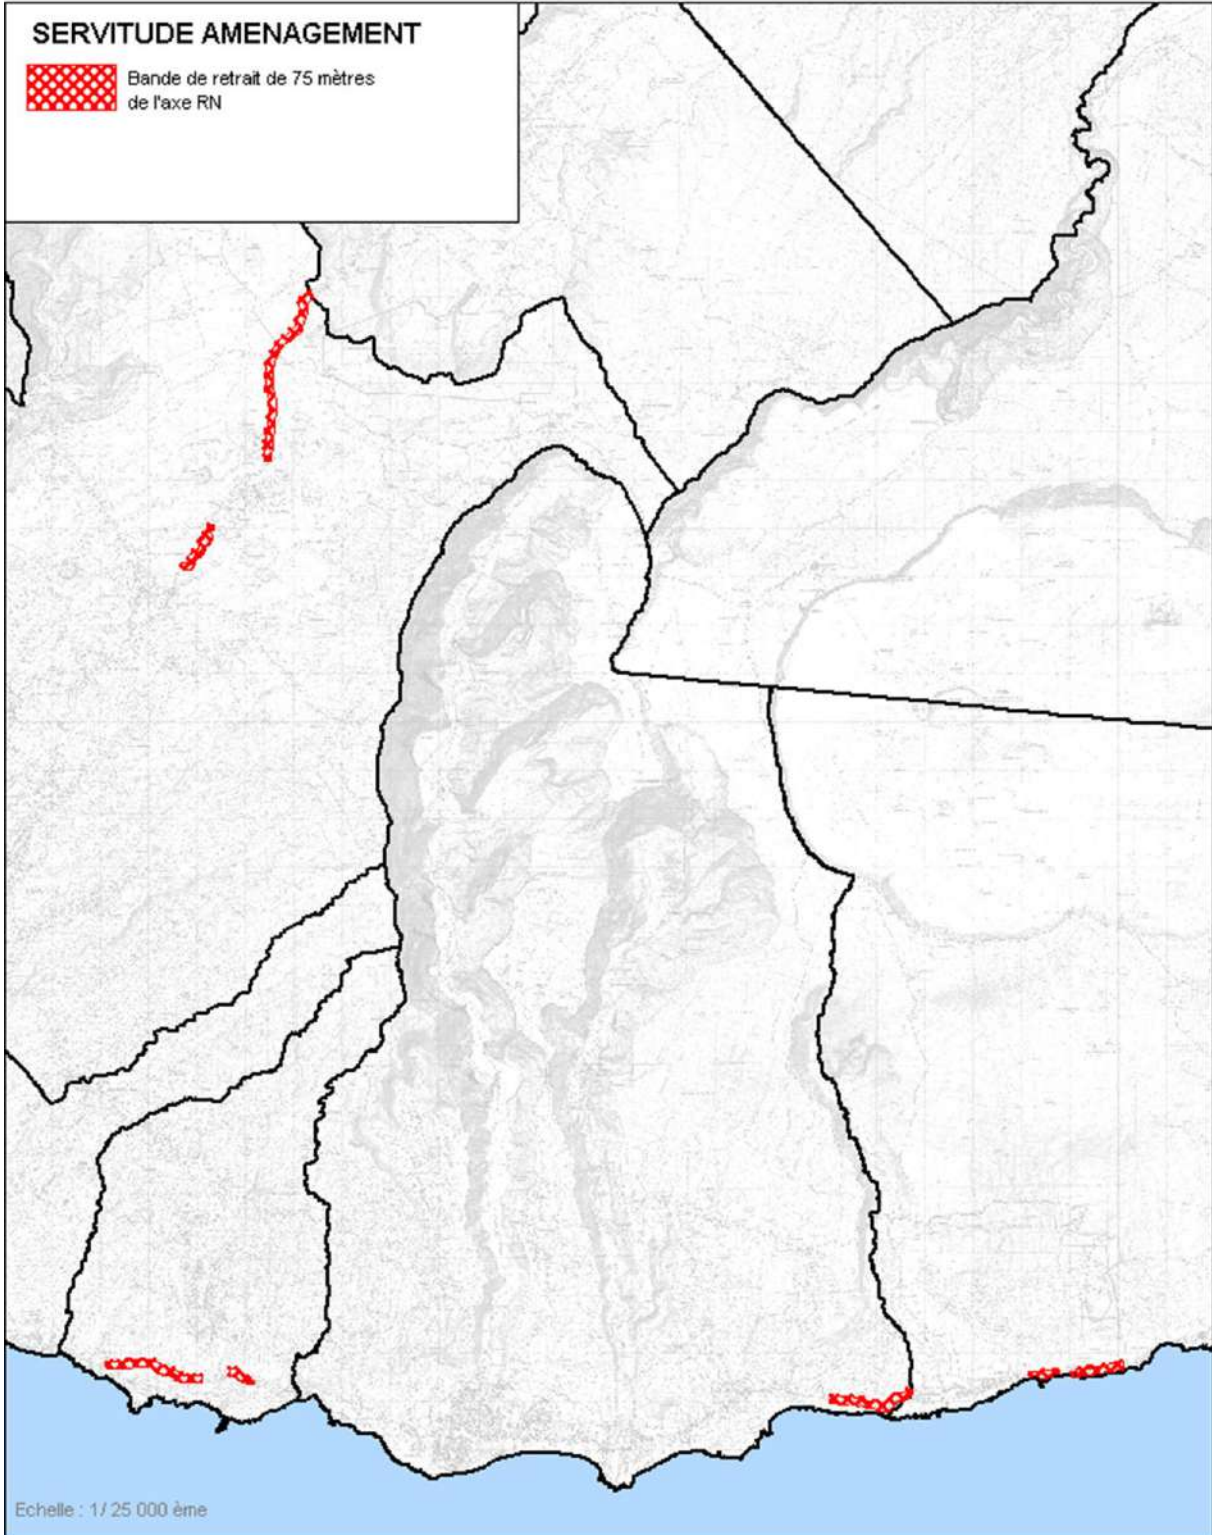 SERVITUDE AMENAGEMENT
Bande de retrait de 75 mètres
de l'axe RN
Echelle : 1/ 25 000 ème